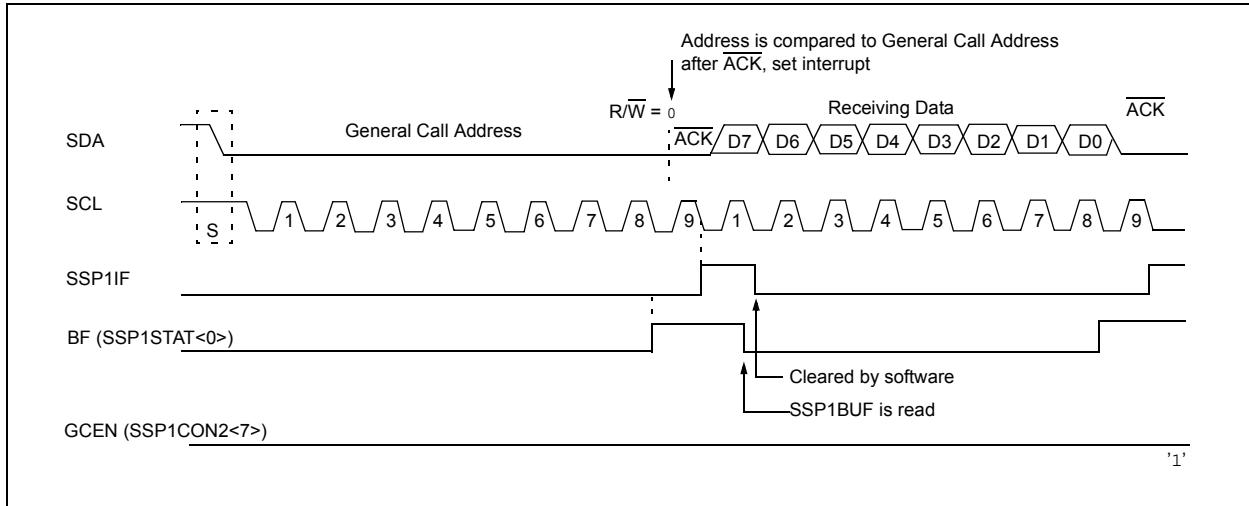 Address is compared to General Call Address
after ACK, set interrupt
R/W = 0
Receiving Data
ACK
SDA
General Call Address
ACK
D7 D6 D5 D4 D3 D2 D1 D0
SCL
S
1 2 3 4 5 6 7 8 9 1 2 3 4 5 6 7 8 9
SSP1IF
BF (SSP1STAT<0>)
Cleared by software
SSP1BUF is read
GCEN (SSP1CON2<7>)
'1'